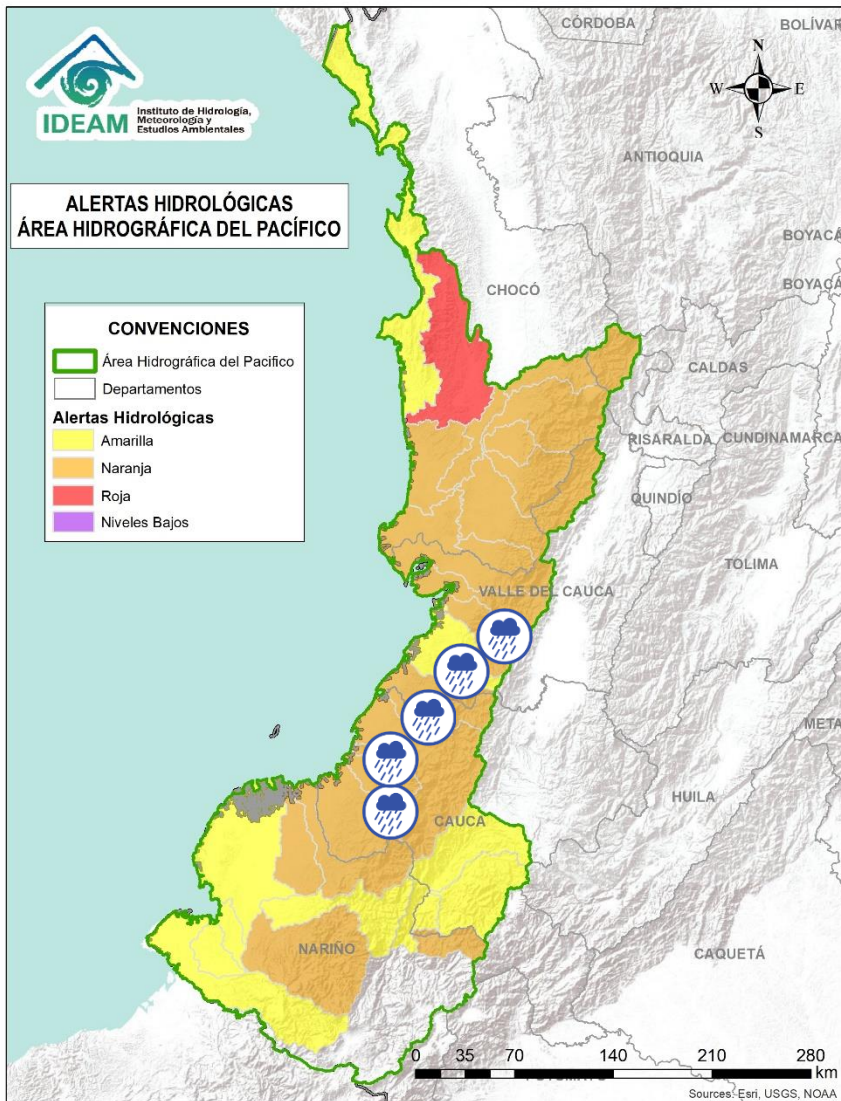 CÓRDOBA
BOLÍVAR
IDEAM
Instituto de Hidrología,
Meteorología y
Estudios Ambientales
N
W
E
S
ANTIOQUIA
ALERTAS HIDROLÓGICAS
ÁREA HIDROGRÁFICA DEL PACÍFICO
BOYACÁ
BOYACÁ
CHOCÓ
CONVENCIONES
Área Hidrográfica del Pacifico
Departamentos
Alertas Hidrológicas
Amarilla
Naranja
Roja
Niveles Bajos
CALDAS
RISARALDA
CUNDINAMARCA
QUINDÍO
TOLIMA
VALLE DEL CAUCA
META
HUILA
CAUCA
NARIÑO
CAQUETÁ
0 35 70 140 210 280
km
Sources: Esri, USGS, NOAA